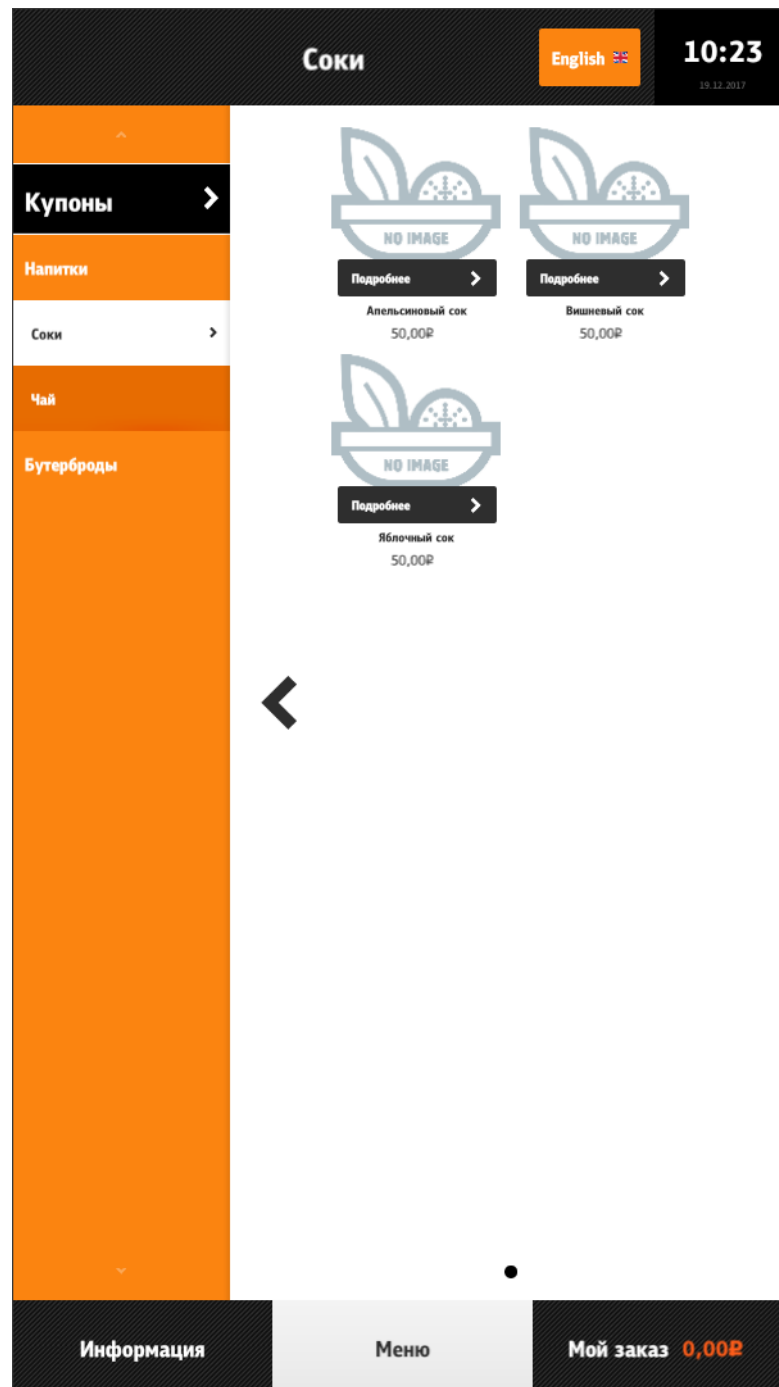 Соки
English
10:23
19.12.2017
Купоны
Напитки
Соки
Чай
Бутерброды
NO IMAGE
NO IMAGE
Подробнее
Подробнее
Апельсиновый сок
Вишневый сок
50,00₽
50,00₽
NO IMAGE
Подробнее
Яблочный сок
50,00₽
Информация
Меню
Мой заказ 0,00₽